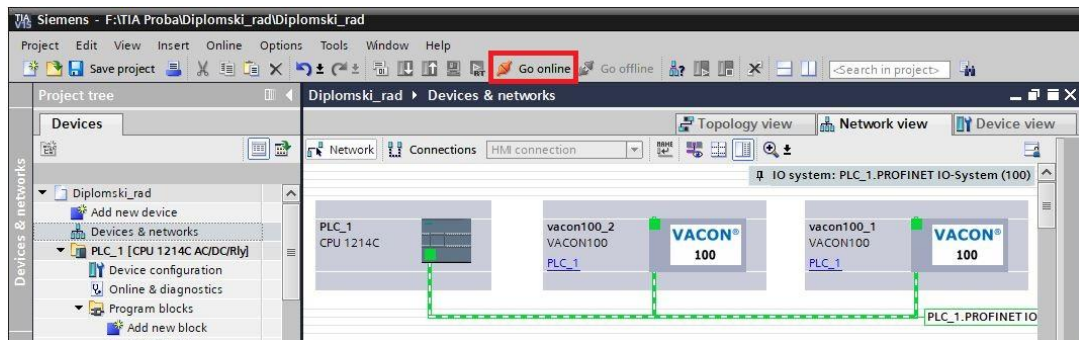 Siemens - F:\TIA Proba\Diplomski_rad\Diplomski_rad
Project Edit View Insert Online Options Tools Window Help
Save project Go online Go offline <Search in project>
Project tree
Diplomski_rad ▸ Devices & networks
Devices
Topology view Network view Device view
Network Connections HMI connection
IO system: PLC_1.PROFINET IO-System (100)
Devices & networks
Diplomski_rad
Add new device
Devices & networks
PLC_1 [CPU 1214C AC/DC/Rly]
Device configuration
Online & diagnostics
Program blocks
Add new block
PLC_1
CPU 1214C
vacon100_2
VACON100
PLC_1
VACON®
100
vacon100_1
VACON100
PLC_1
VACON®
100
PLC_1.PROFINET IO